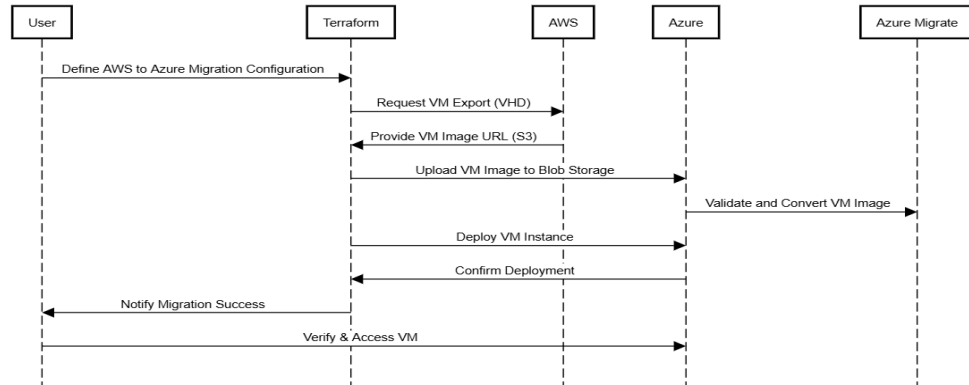 User
Terraform
AWS
Azure
Azure Migrate
Define AWS to Azure Migration Configuration
Request VM Export (VHD)
Provide VM Image URL (S3)
Upload VM Image to Blob Storage
Validate and Convert VM Image
Deploy VM Instance
Confirm Deployment
Notify Migration Success
Verify & Access VM